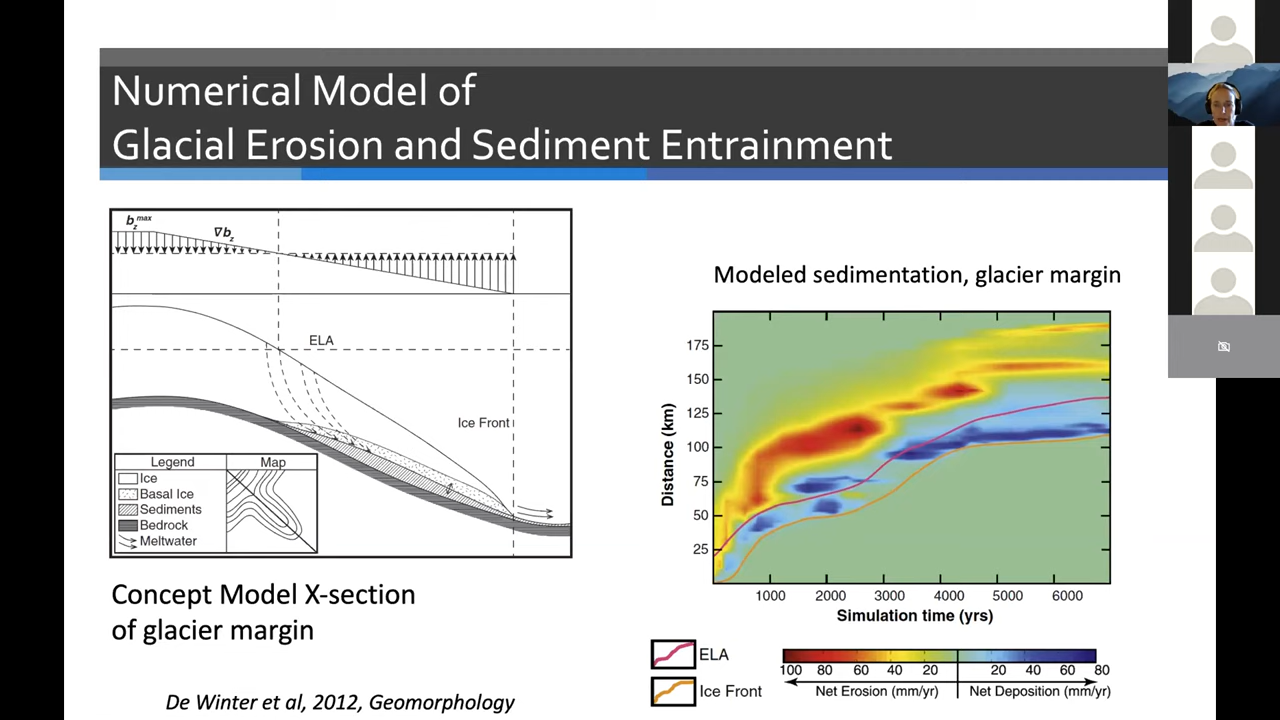 Numerical Model of
Glacial Erosion and Sediment Entrainment
b_z^max
∇b_z
ELA
Ice Front
Legend
Map
Ice
Basal Ice
Sediments
Bedrock
Meltwater
Concept Model X-section
of glacier margin
De Winter et al, 2012, Geomorphology
Modeled sedimentation, glacier margin
Distance (km)
175
150
125
100
75
50
25
1000 2000 3000 4000 5000 6000
Simulation time (yrs)
ELA
Ice Front
100 80 60 40 20 20 40 60 80
Net Erosion (mm/yr) Net Deposition (mm/yr)